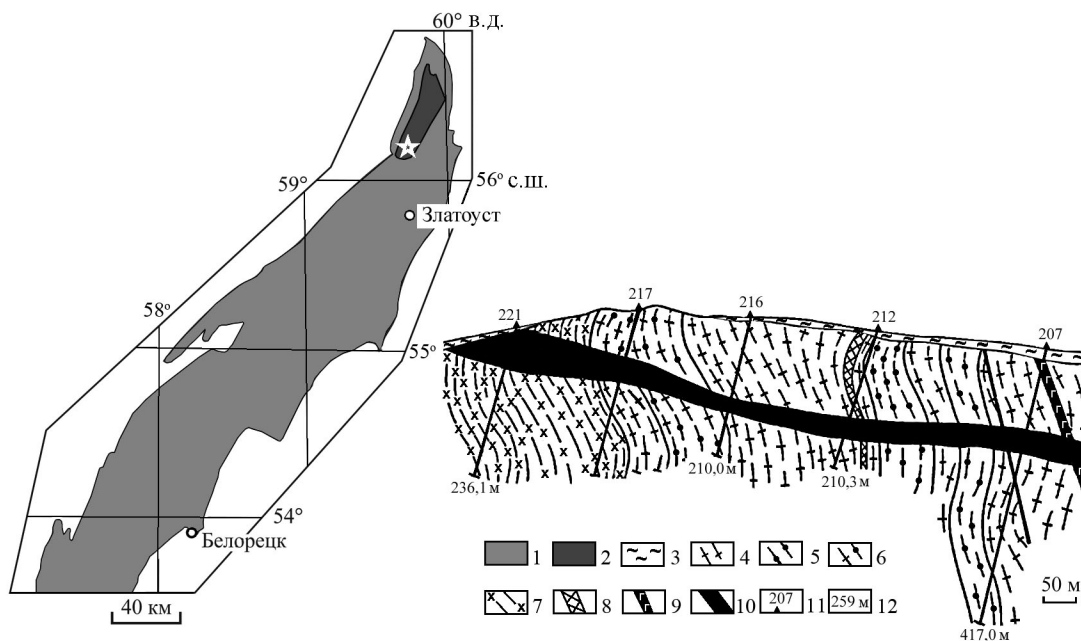 60° в.д.
59°
56° с.ш.
Златоуст
58
55°
54°
Белорецк
40 км
221
217
216
212
207
236,1 м
210,0 м
210,3 м
417,0 м
50 м
1
2
3
4
5
6
7
8
9
10
207
11
259 м
12